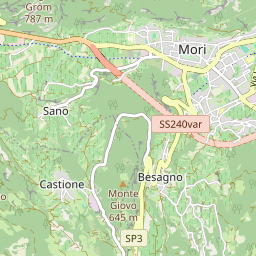 Grom
787 m
Mori
Sano
SS240var
Besagno
Castione
Monte
Giovo
645 m
SP3